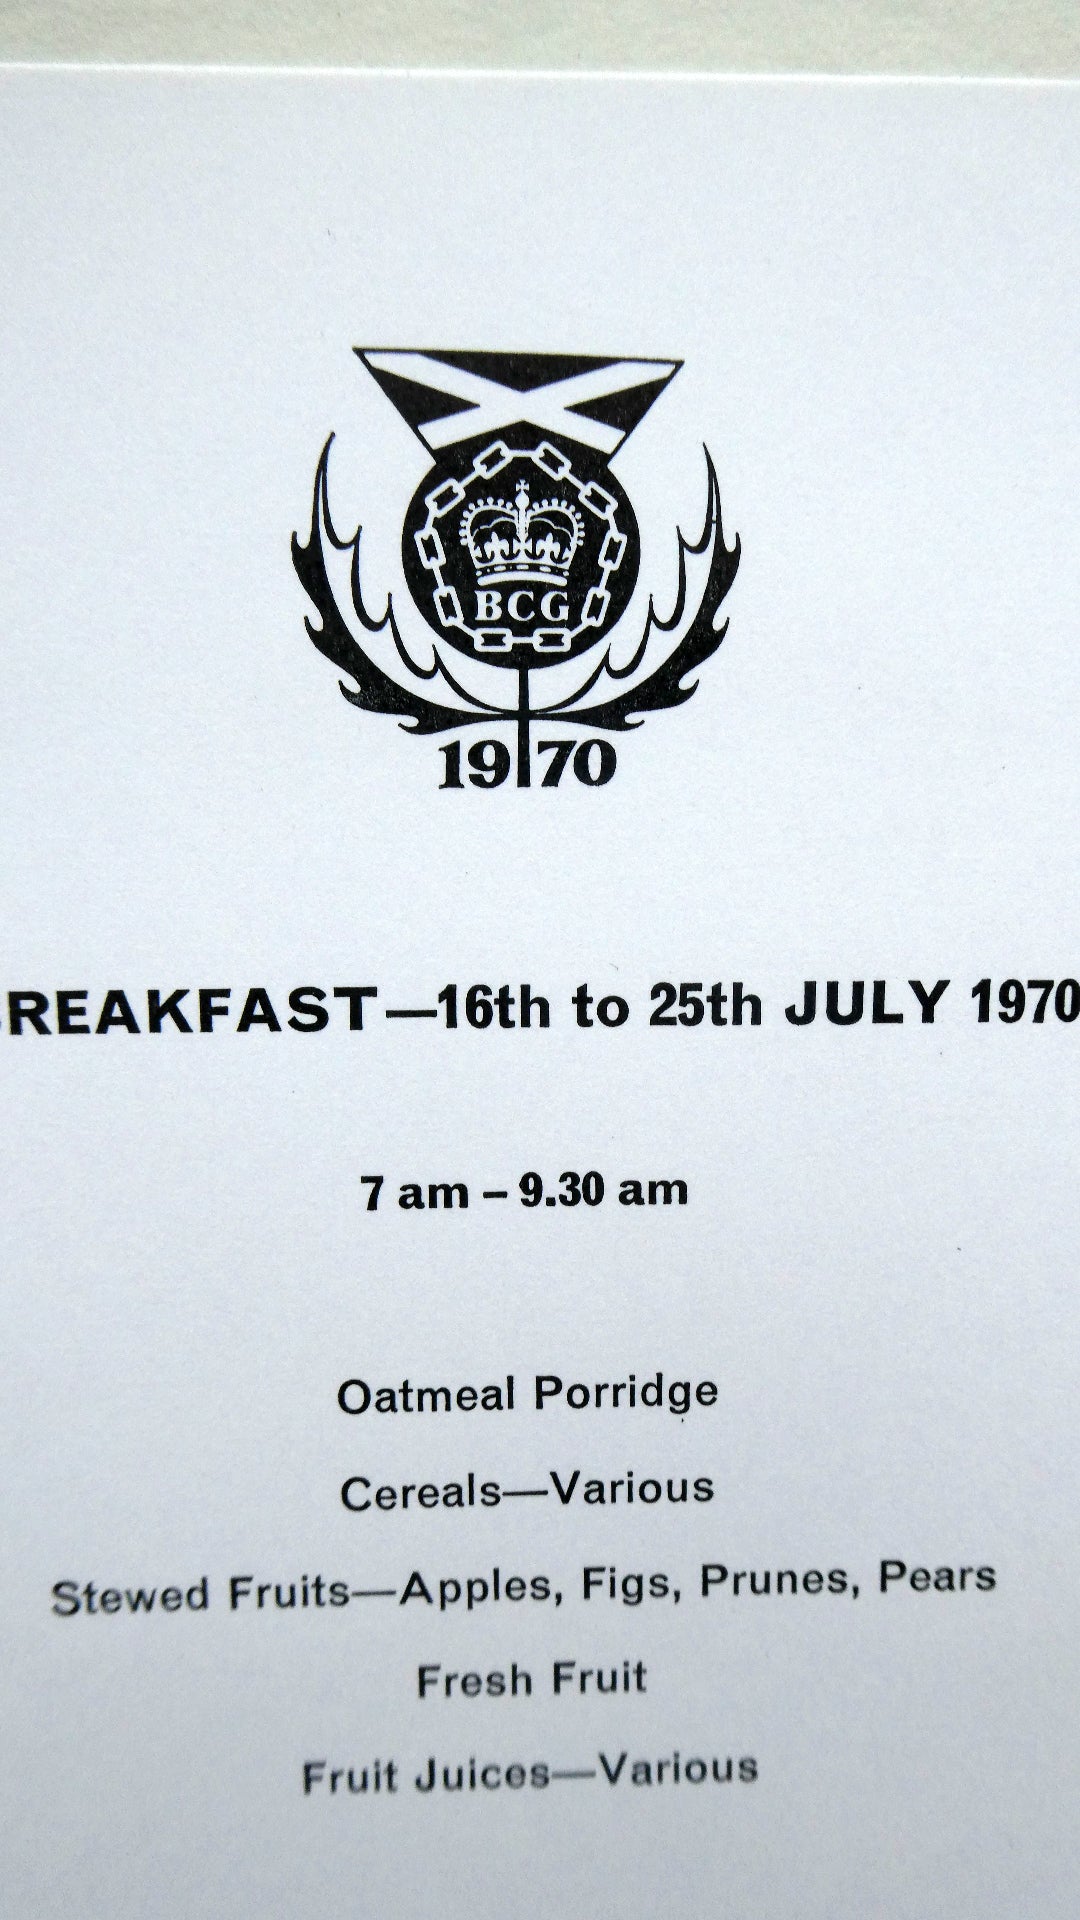 BCG
1970
BREAKFAST—16th to 25th JULY 1970
7 am – 9.30 am
Oatmeal Porridge
Cereals—Various
Stewed Fruits—Apples, Figs, Prunes, Pears
Fresh Fruit
Fruit Juices—Various